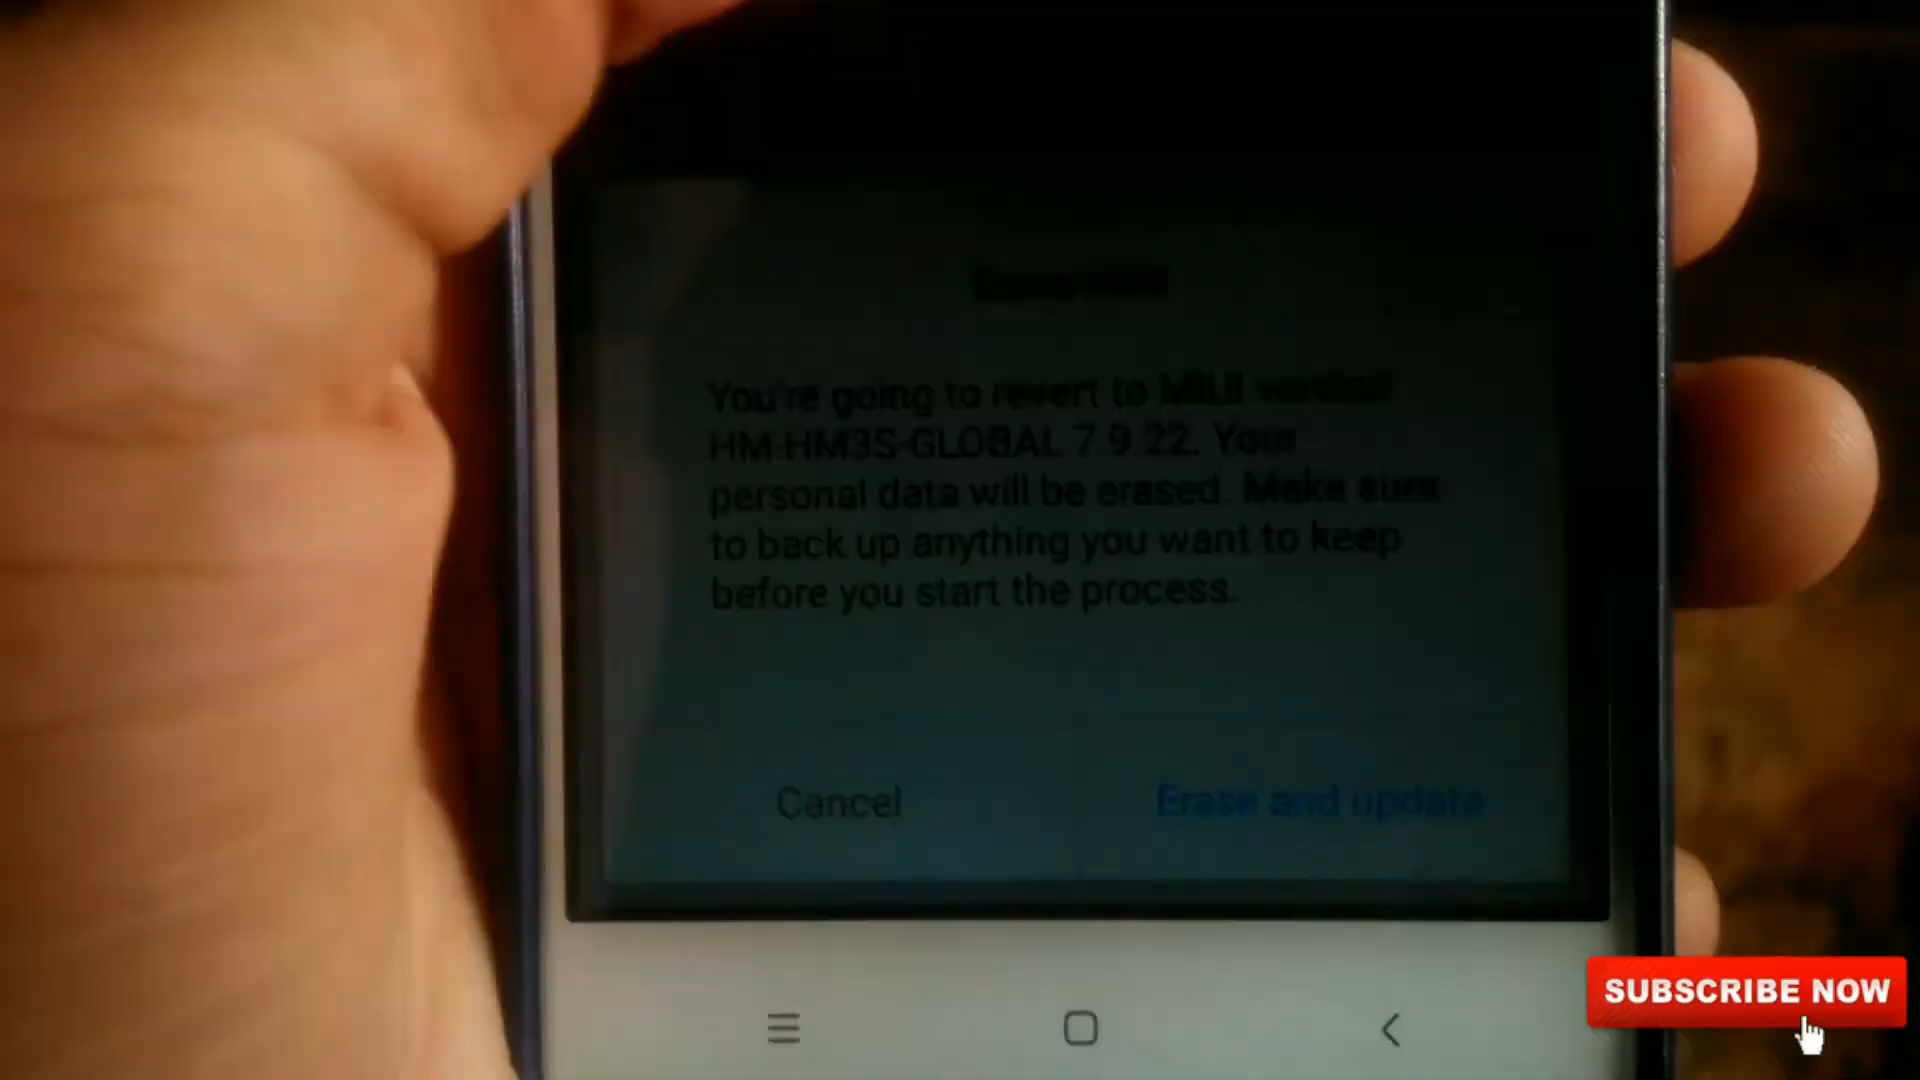 You're going to revert to MIUI version
HM-HM3S-GLOBAL 7.9.22. Your
personal data will be erased. Make sure
to back up anything you want to keep
before you start the process.
Cancel Erase and update
SUBSCRIBE NOW